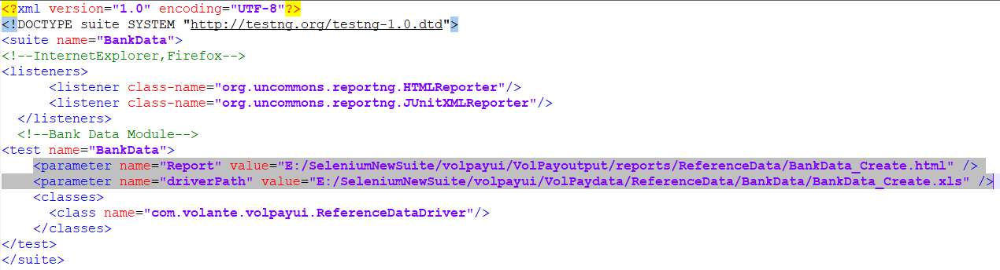 <?xml version="1.0" encoding="UTF-8"?>
<!DOCTYPE suite SYSTEM "http://testng.org/testng-1.0.dtd">
<suite name="BankData">
<!--InternetExplorer,Firefox-->
<listeners>
      <listener class-name="org.uncommons.reportng.HTMLReporter"/>
      <listener class-name="org.uncommons.reportng.JUnitXMLReporter"/>
  </listeners>
  <!--Bank Data Module-->
<test name="BankData">
    <parameter name="Report" value="E:/SeleniumNewSuite/volpayui/VolPayoutput/reports/ReferenceData/BankData_Create.html" />
    <parameter name="driverPath" value="E:/SeleniumNewSuite/volpayui/VolPaydata/ReferenceData/BankData/BankData_Create.xls" />
    <classes>
      <class name="com.volante.volpayui.ReferenceDataDriver"/>
    </classes>
</test>
</suite>